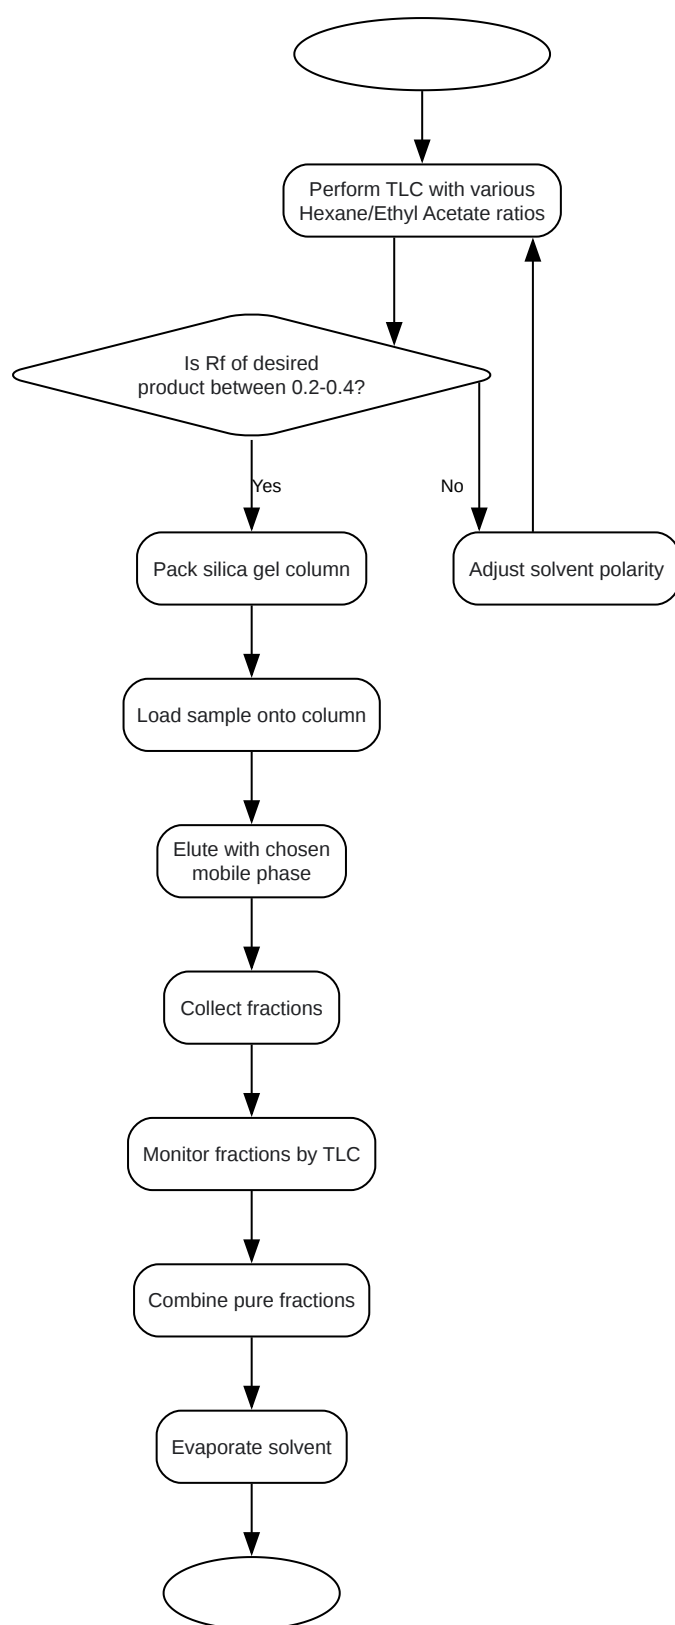 Perform TLC with various
Hexane/Ethyl Acetate ratios
Is Rf of desired
product between 0.2-0.4?
Yes
No
Pack silica gel column
Adjust solvent polarity
Load sample onto column
Elute with chosen
mobile phase
Collect fractions
Monitor fractions by TLC
Combine pure fractions
Evaporate solvent